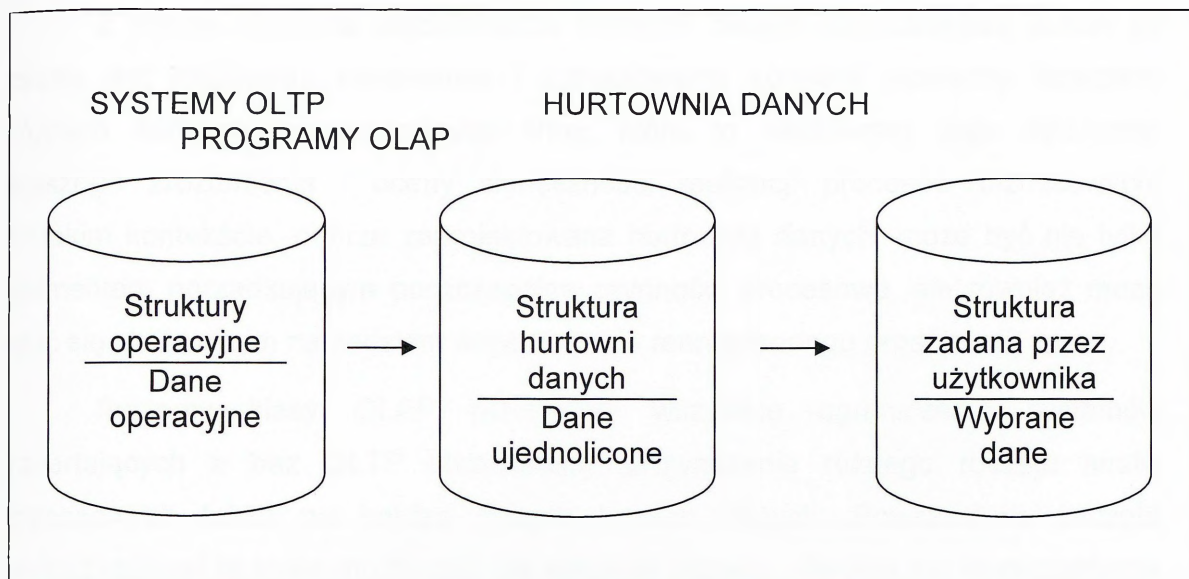 SYSTEMY OLTP
HURTOWNIA DANYCH
PROGRAMY OLAP
Struktury
operacyjne
Dane
operacyjne
Struktura
hurtowni
danych
Dane
ujednolicone
Struktura
zadana przez
użytkownika
Wybrane
dane